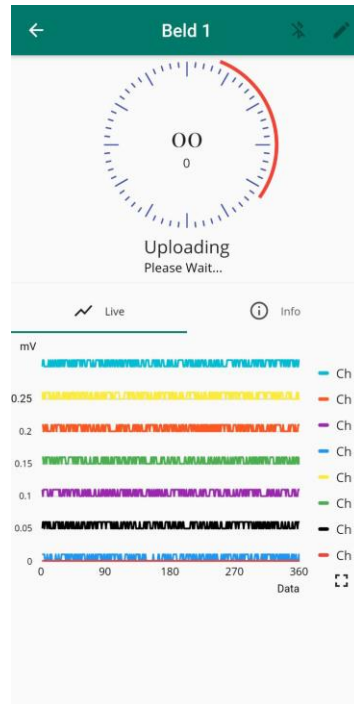 Beld 1
00
0
Uploading
Please Wait...
Live
Info
mV
Ch
0.25
Ch
0.2
Ch
Ch
0.15
Ch
0.1
Ch
0.05
Ch
0
Ch
0 90 180 270 360
Data